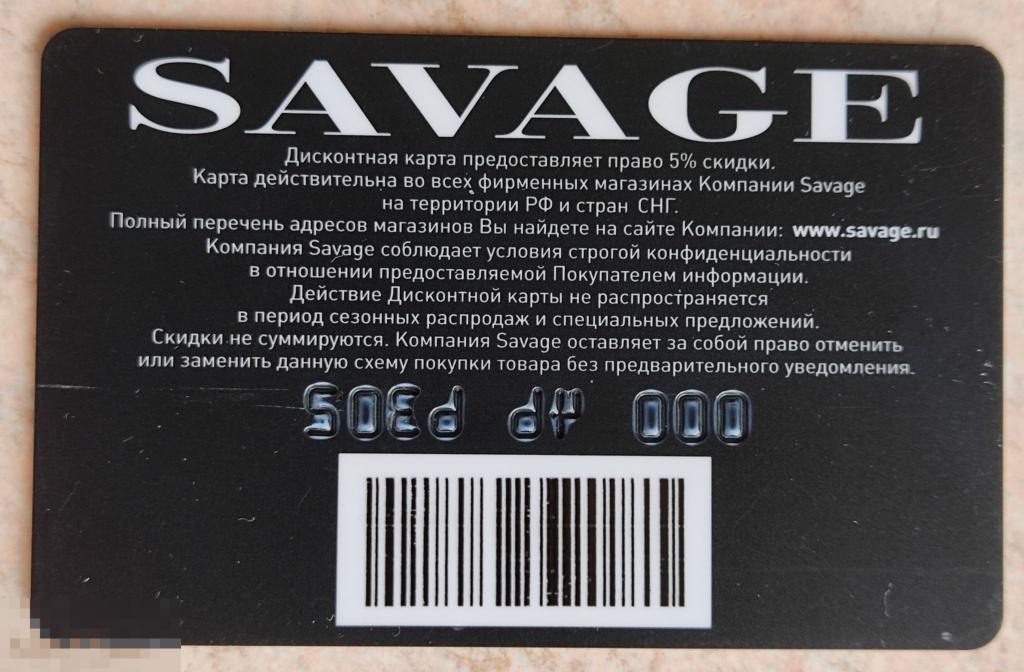 SAVAGE
Дисконтная карта предоставляет право 5% скидки.
Карта действительна во всех фирменных магазинах Компании Savage
на территории РФ и стран СНГ.
Полный перечень адресов магазинов Вы найдете на сайте Компании: www.savage.ru
Компания Savage соблюдает условия строгой конфиденциальности
в отношении предоставляемой Покупателем информации.
Действие Дисконтной карты не распространяется
в период сезонных распродаж и специальных предложений.
Скидки не суммируются. Компания Savage оставляет за собой право отменить
или заменить данную схему покупки товара без предварительного уведомления.